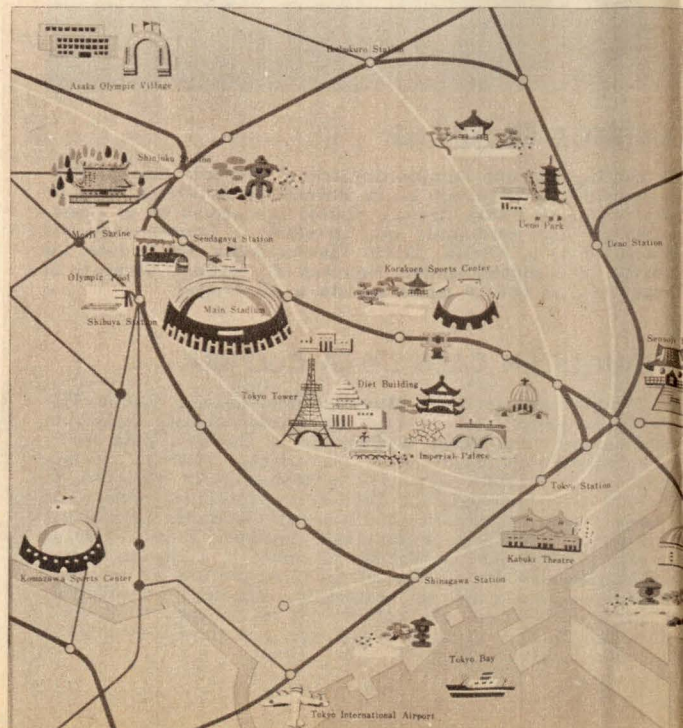 Ikebukuro Station
Asaka Olympic Village
Shinjuku Station
Ueno Park
Meiji Shrine
Sendagaya Station
Ueno Station
Olympic Pool
Korakuen Sports Center
Main Stadium
Shibuya Station
Sensoji
Diet Building
Tokyo Tower
Imperial Palace
Tokyo Station
Kabuki Theatre
Komazawa Sports Center
Shinagawa Station
Tokyo Bay
Tokyo International Airport